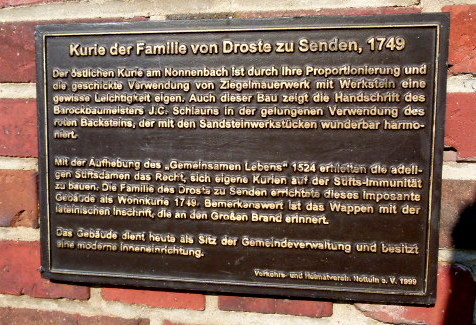 Kurie der Familie von Droste zu Senden, 1749
Der östlichen Kurie am Nonnenbach ist durch ihre Proportionierung und
die geschickte Verwendung von Ziegelmauerwerk mit Werkstein eine
gewisse Leichtigkeit eigen. Auch dieser Bau zeigt die Handschrift des
Barockbaumeisters J.C. Schlauns in der gelungenen Verwendung des
roten Backsteins, der mit den Sandsteinwerkstücken wunderbar harmo-
niert.
Mit der Aufhebung des „Gemeinsamen Lebens“ 1524 erhielten die adeli-
gen Stiftsdamen das Recht, sich eigene Kurien auf der Stifts-Immunität
zu bauen. Die Familie des Drosts zu Senden errichtete dieses imposante
Gebäude als Wohnkurie 1749. Bemerkenswert ist das Wappen mit der
lateinischen Inschrift, die an den Großen Brand erinnert.
Das Gebäude dient heute als Sitz der Gemeindeverwaltung und besitzt
eine moderne Inneneinrichtung.
Verkehrs- und Heimatverein, Nottuln e. V. 1999